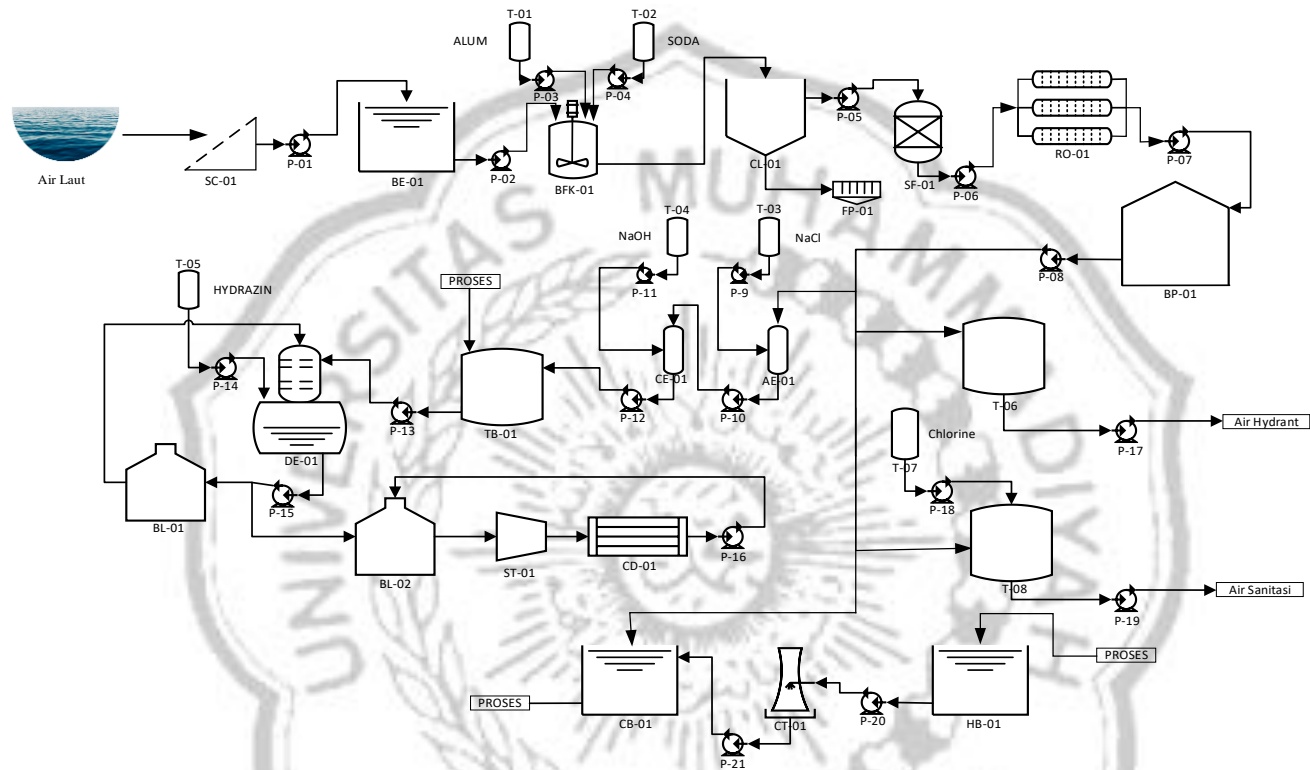 T-01
T-02
ALUM
SODA
P-03
P-04
Air Laut
SC-01
P-01
BE-01
P-02
BFK-01
CL-01
P-05
FP-01
SF-01
P-06
RO-01
P-07
BP-01
P-08
T-04
T-03
NaOH
NaCl
P-11
P-9
T-05
HYDRAZIN
PROSES
P-14
CE-01
AE-01
P-12
P-10
DE-01
P-13
TB-01
T-06
P-17
Air Hydrant
Chlorine
T-07
P-18
BL-01
P-15
BL-02
ST-01
CD-01
P-16
T-08
P-19
Air Sanitasi
PROSES
PROSES
CB-01
P-21
CT-01
P-20
HB-01
UNIVERSITAS MUHAMMADIYAH